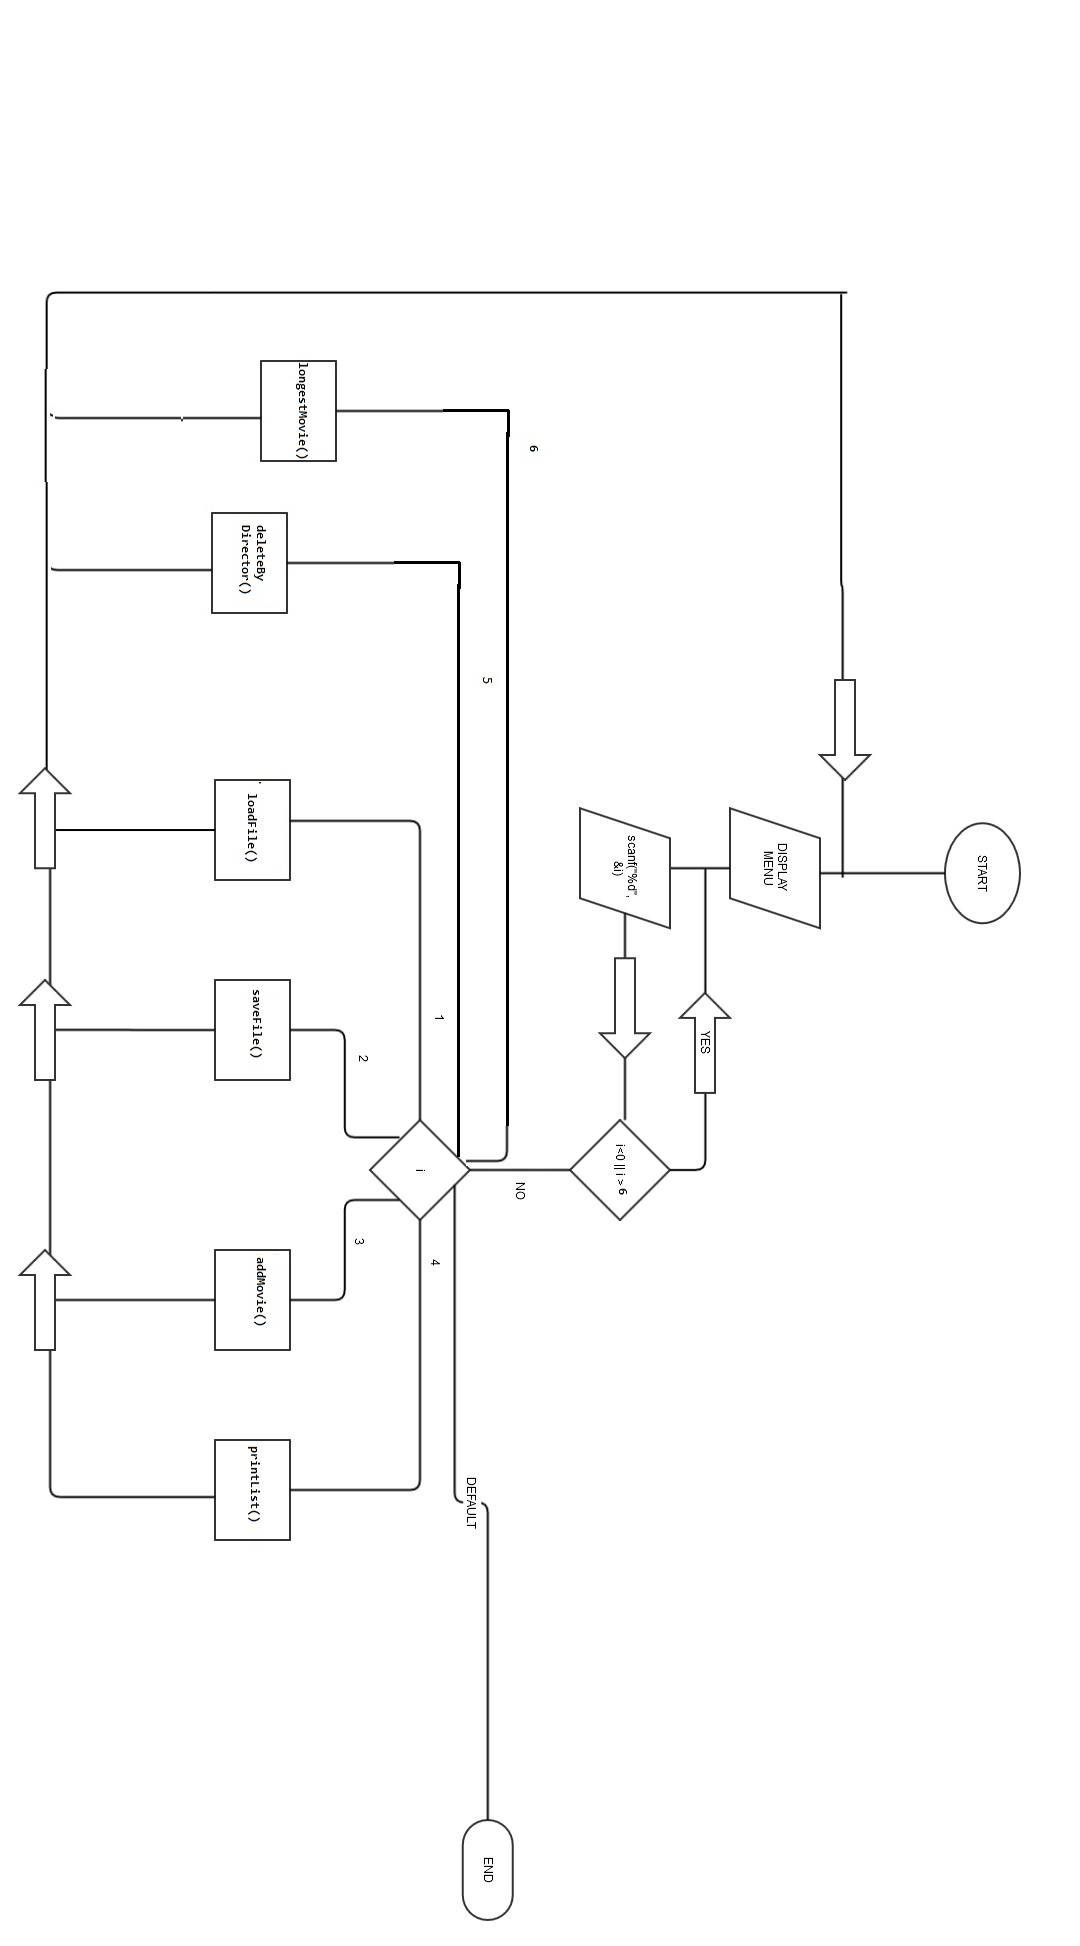 START
DISPLAY
MENU
scanf("%d",
&i)
YES
i<0 || i > 6
NO
i
6
5
1
2
3
4
DEFAULT
longestMovie()
deleteBy
Director()
loadFile()
saveFile()
addMovie()
printList()
END